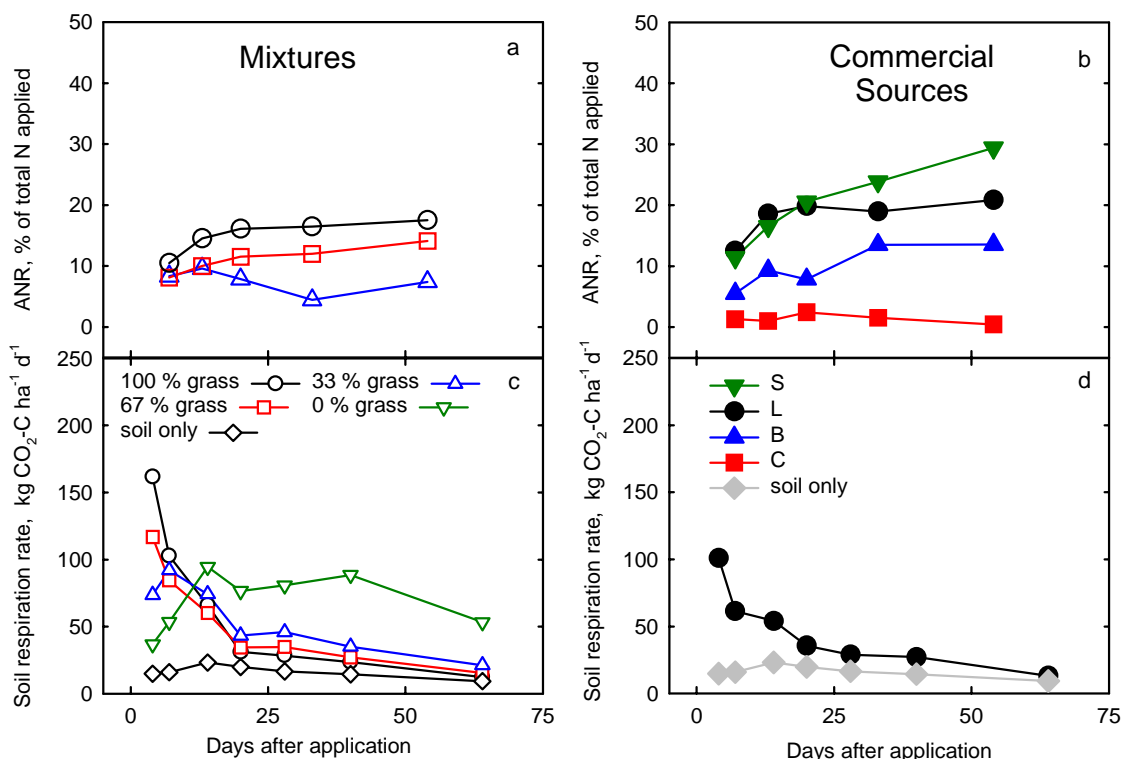 Mixtures
a
ANR, % of total N applied
50
40
30
20
10
0
Commercial
Sources
b
ANR, % of total N applied
50
40
30
20
10
0
100 % grass 33 % grass c
67 % grass 0 % grass
soil only
Soil respiration rate, kg CO₂-C ha⁻¹ d⁻¹
250
200
150
100
50
0
0 25 50 75
Days after application
S d
L
B
C
soil only
Soil respiration rate, kg CO₂-C ha⁻¹ d⁻¹
250
200
150
100
50
0
0 25 50 75
Days after application